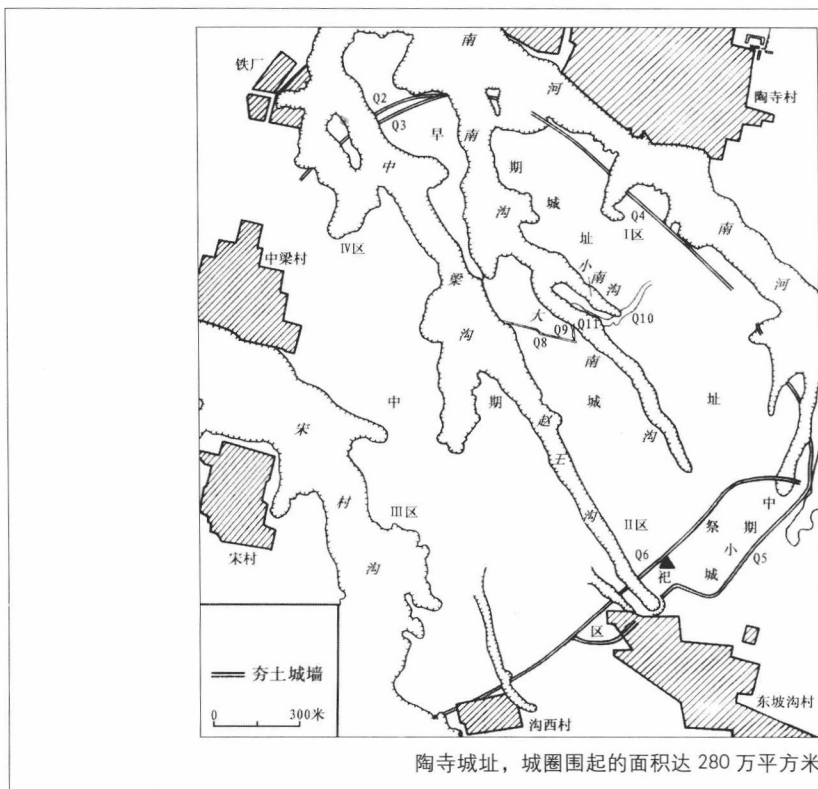 铁厂
南
河
陶寺村
Q2
Q3
早
南
中
期
沟
城
Q4
I区
址
南
河
Ⅳ区
中梁村
梁
小
南
沟
大
Q11
Q10
Q9
Q8
沟
南
中
期
城
址
沟
赵
王
沟
宋
村
沟
Ⅲ区
宋村
Ⅱ区
Q6
祭
祀
区
中
期
小
城
Q5
夯土城墙
0 300米
沟西村
东坡沟村
陶寺城址，城圈围起的面积达 280 万平方米